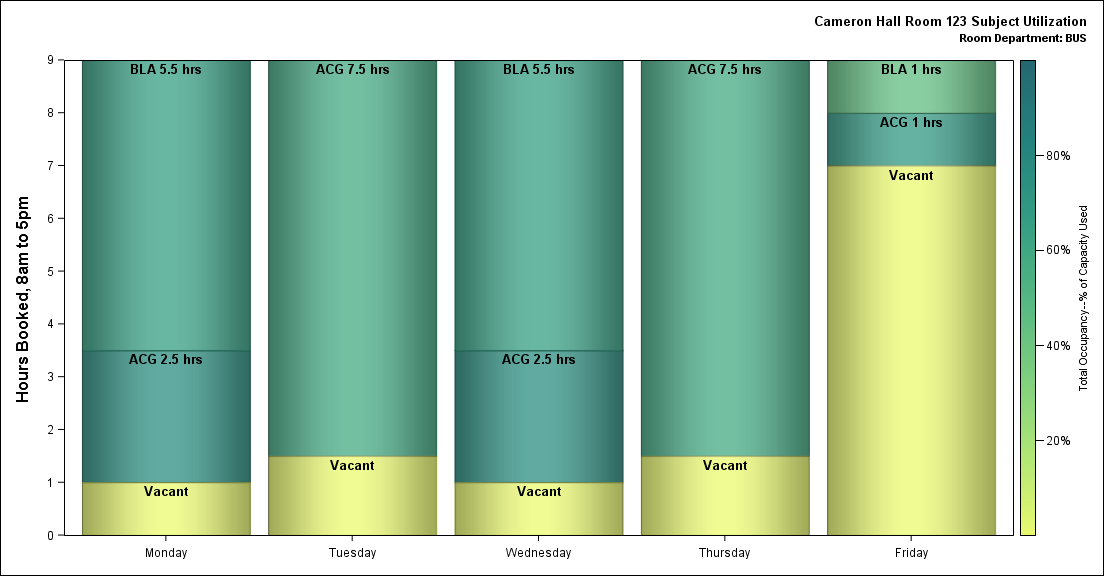 Cameron Hall Room 123 Subject Utilization
Room Department: BUS
Hours Booked, 8am to 5pm
9
8
7
6
5
4
3
2
1
0
BLA 5.5 hrs
ACG 2.5 hrs
Vacant
ACG 7.5 hrs
Vacant
BLA 5.5 hrs
ACG 2.5 hrs
Vacant
ACG 7.5 hrs
Vacant
BLA 1 hrs
ACG 1 hrs
Vacant
Monday
Tuesday
Wednesday
Thursday
Friday
80%
60%
40%
20%
Total Occupancy--% of Capacity Used